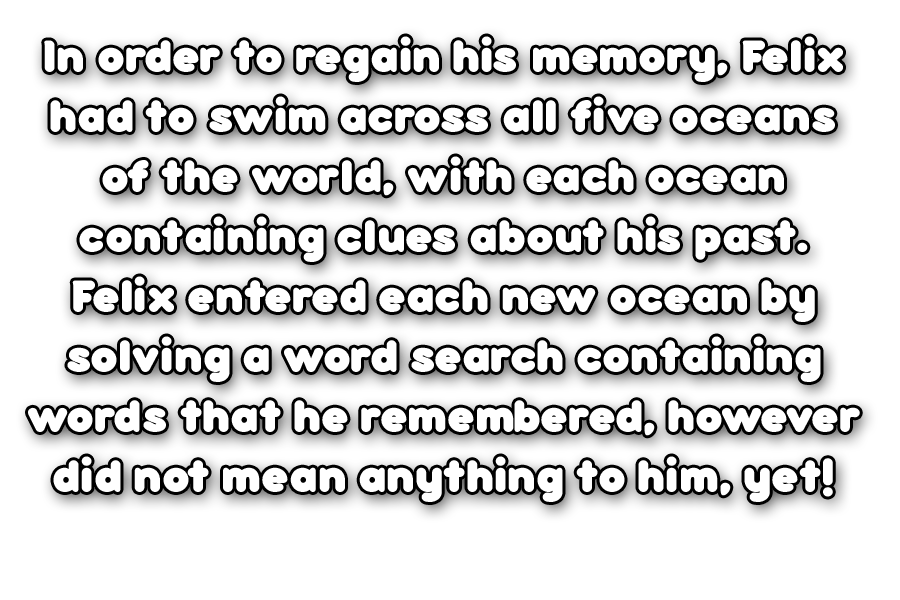 In order to regain his memory, Felix
had to swim across all five oceans
of the world, with each ocean
containing clues about his past.
Felix entered each new ocean by
solving a word search containing
words that he remembered, however
did not mean anything to him, yet!